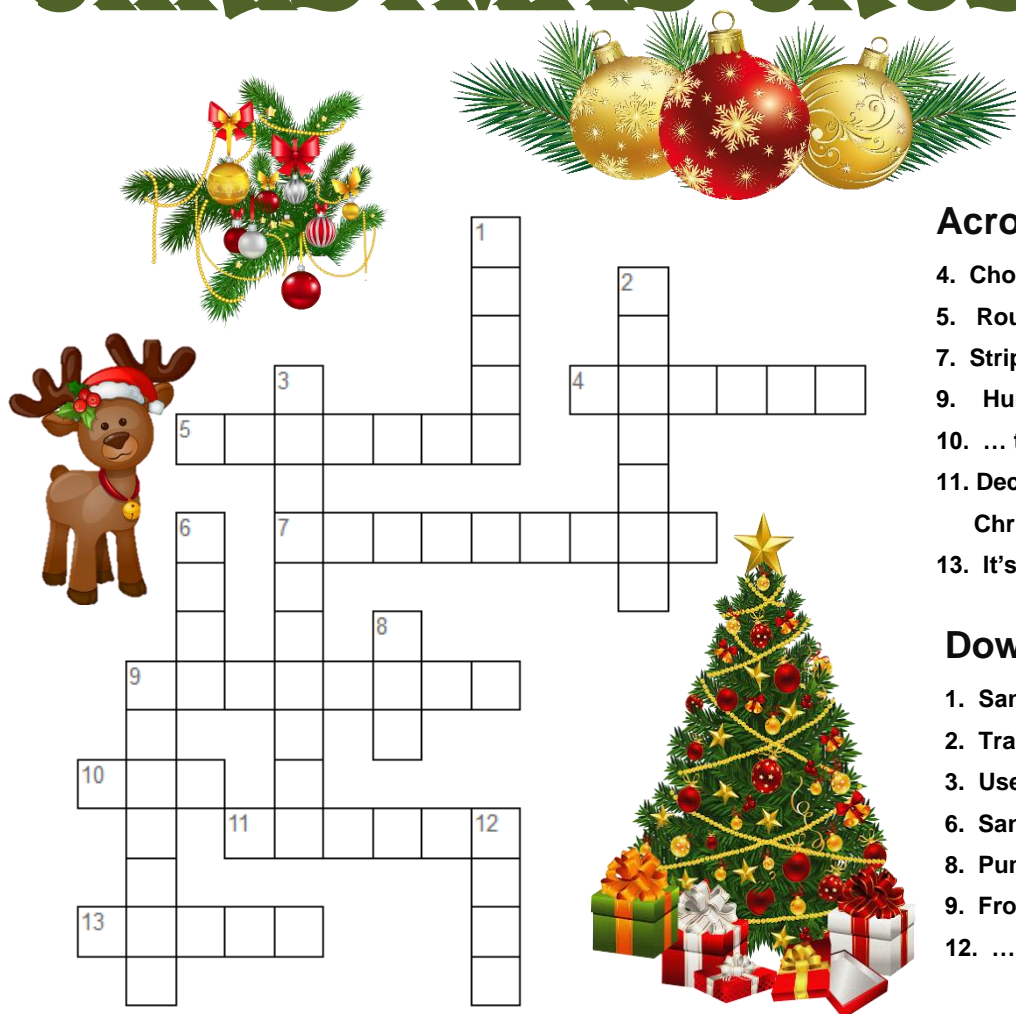 1
2
3
4
5
6
7
8
9
10
11
12
13
4. Cho
5. Rou
7. Strip
9. Hu
10. … t
11. Dec
Chr
13. It’s
1. San
2. Tra
3. Use
6. San
8. Pun
9. Fro
12. …